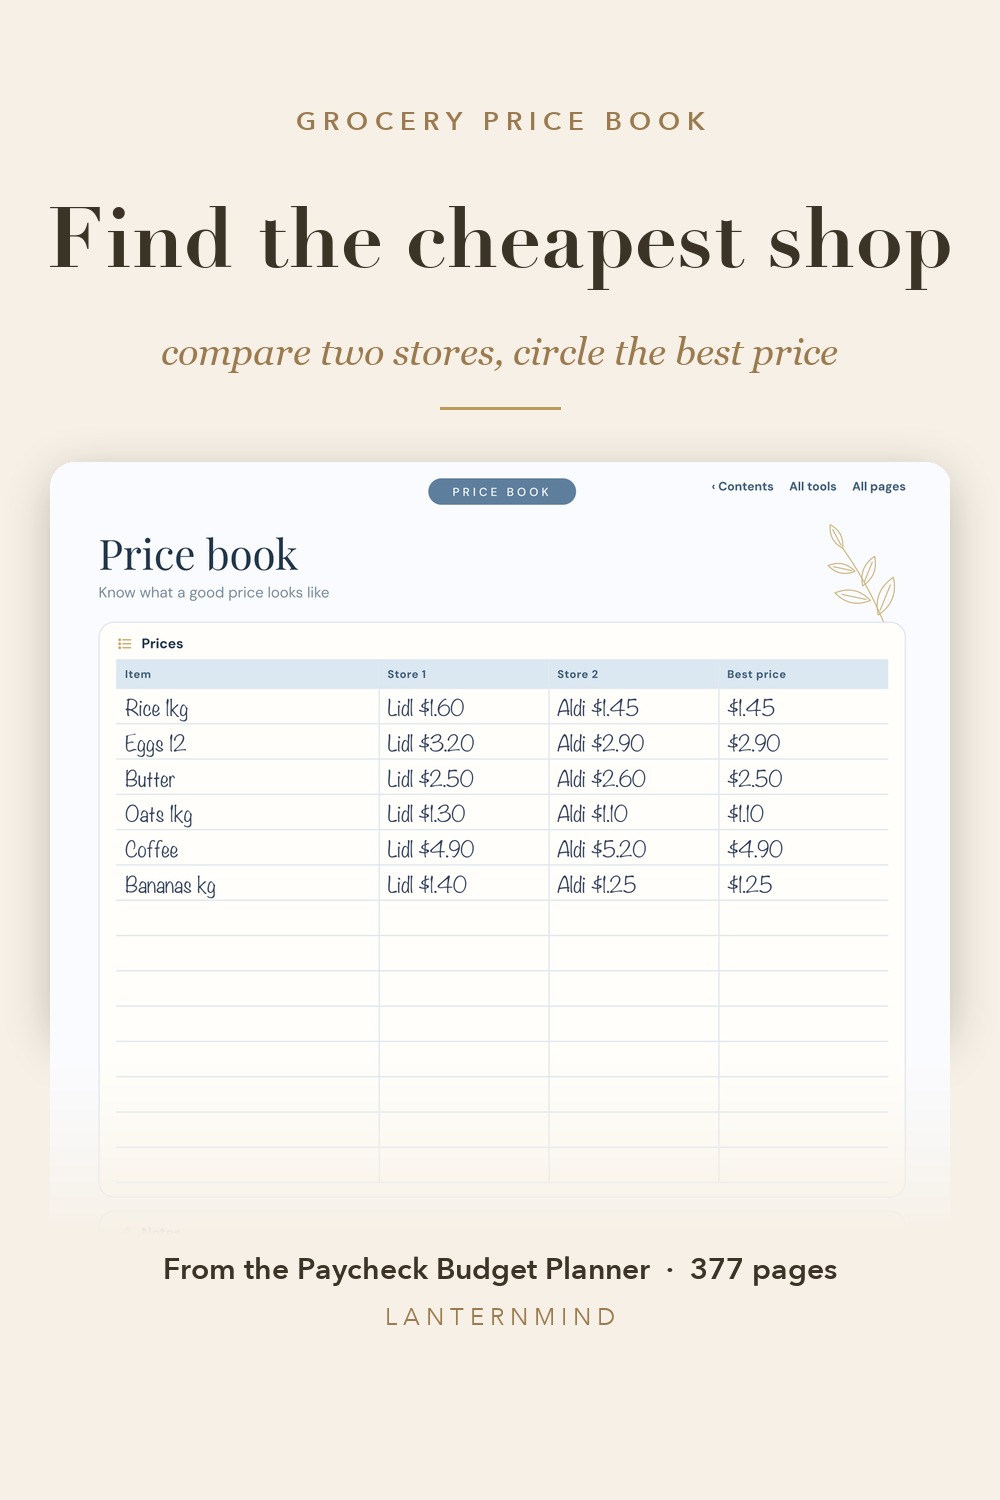 GROCERY PRICE BOOK
Find the cheapest shop
compare two stores, circle the best price
PRICE BOOK
‹ Contents All tools All pages
Price book
Know what a good price looks like
Prices
Item Store 1 Store 2 Best price
Rice 1kg Lidl $1.60 Aldi $1.45 $1.45
Eggs 12 Lidl $3.20 Aldi $2.90 $2.90
Butter Lidl $2.50 Aldi $2.60 $2.50
Oats 1kg Lidl $1.30 Aldi $1.10 $1.10
Coffee Lidl $4.90 Aldi $5.20 $4.90
Bananas kg Lidl $1.40 Aldi $1.25 $1.25
Notes
From the Paycheck Budget Planner · 377 pages
LANTERNMIND